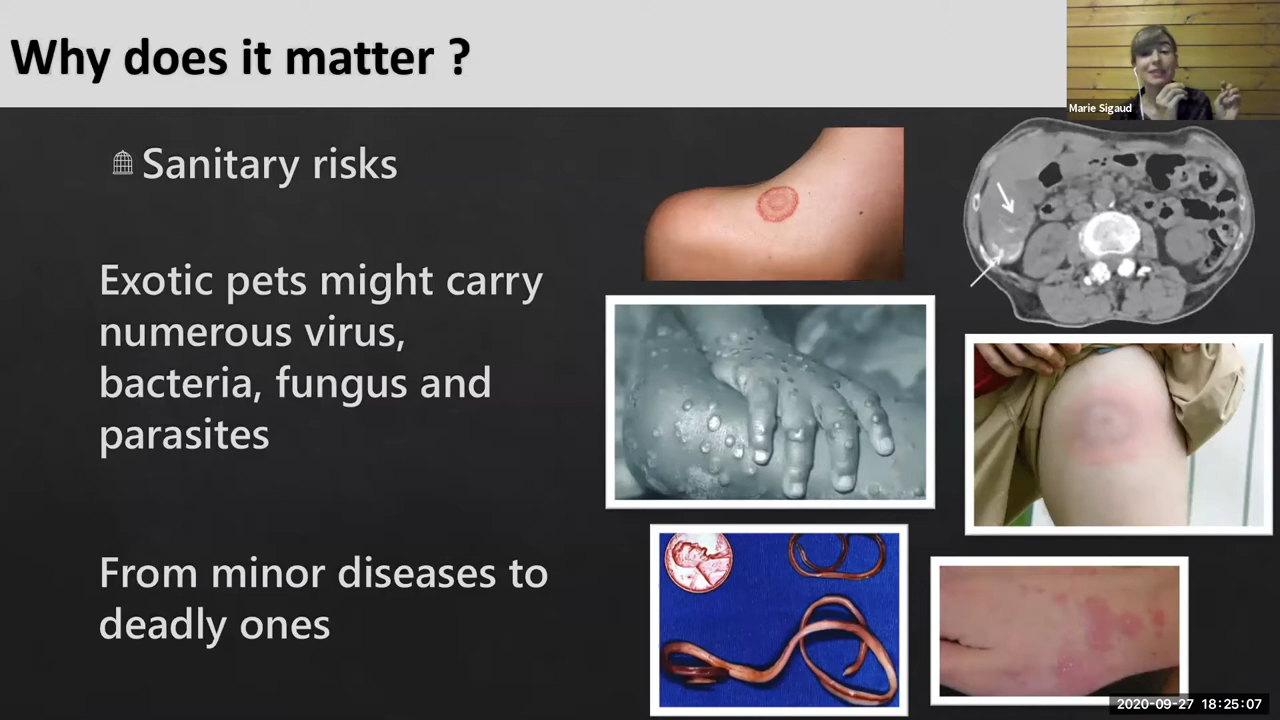 Why does it matter ?
Marie Sigaud
Sanitary risks
Exotic pets might carry
numerous virus,
bacteria, fungus and
parasites
From minor diseases to
deadly ones
2020-09-27 18:25:07